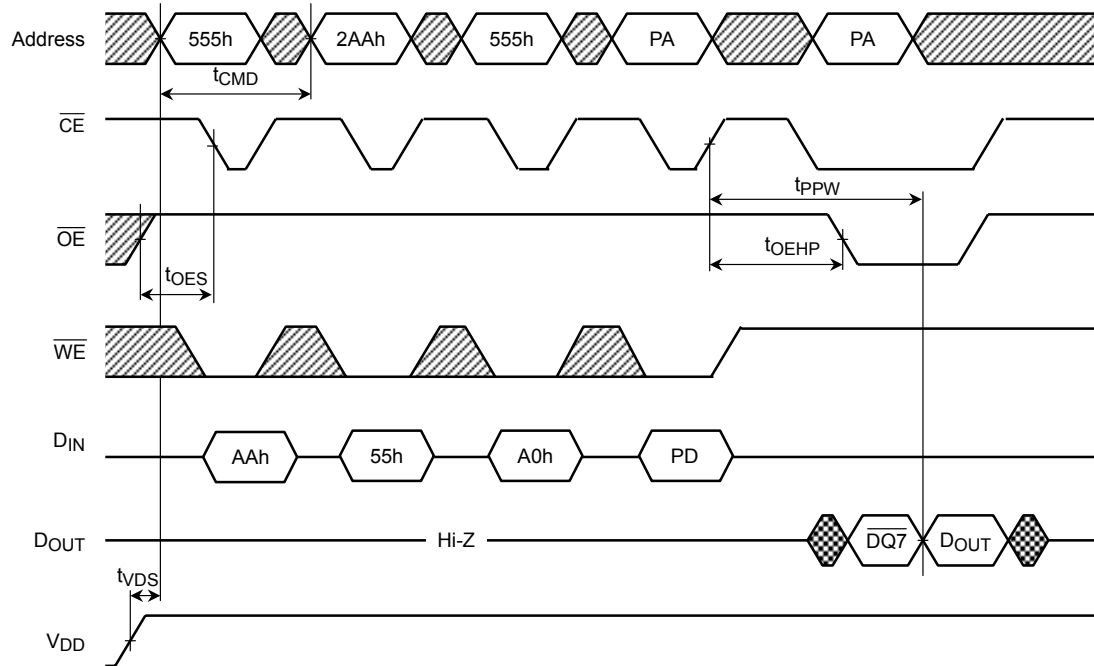 Address 555h 2AAh 555h PA PA
tCMD
CE
tPPW
OE
tOEHP
tOES
WE
DIN AAh 55h A0h PD
DOUT Hi-Z DQ7 DOUT
tVDS
VDD